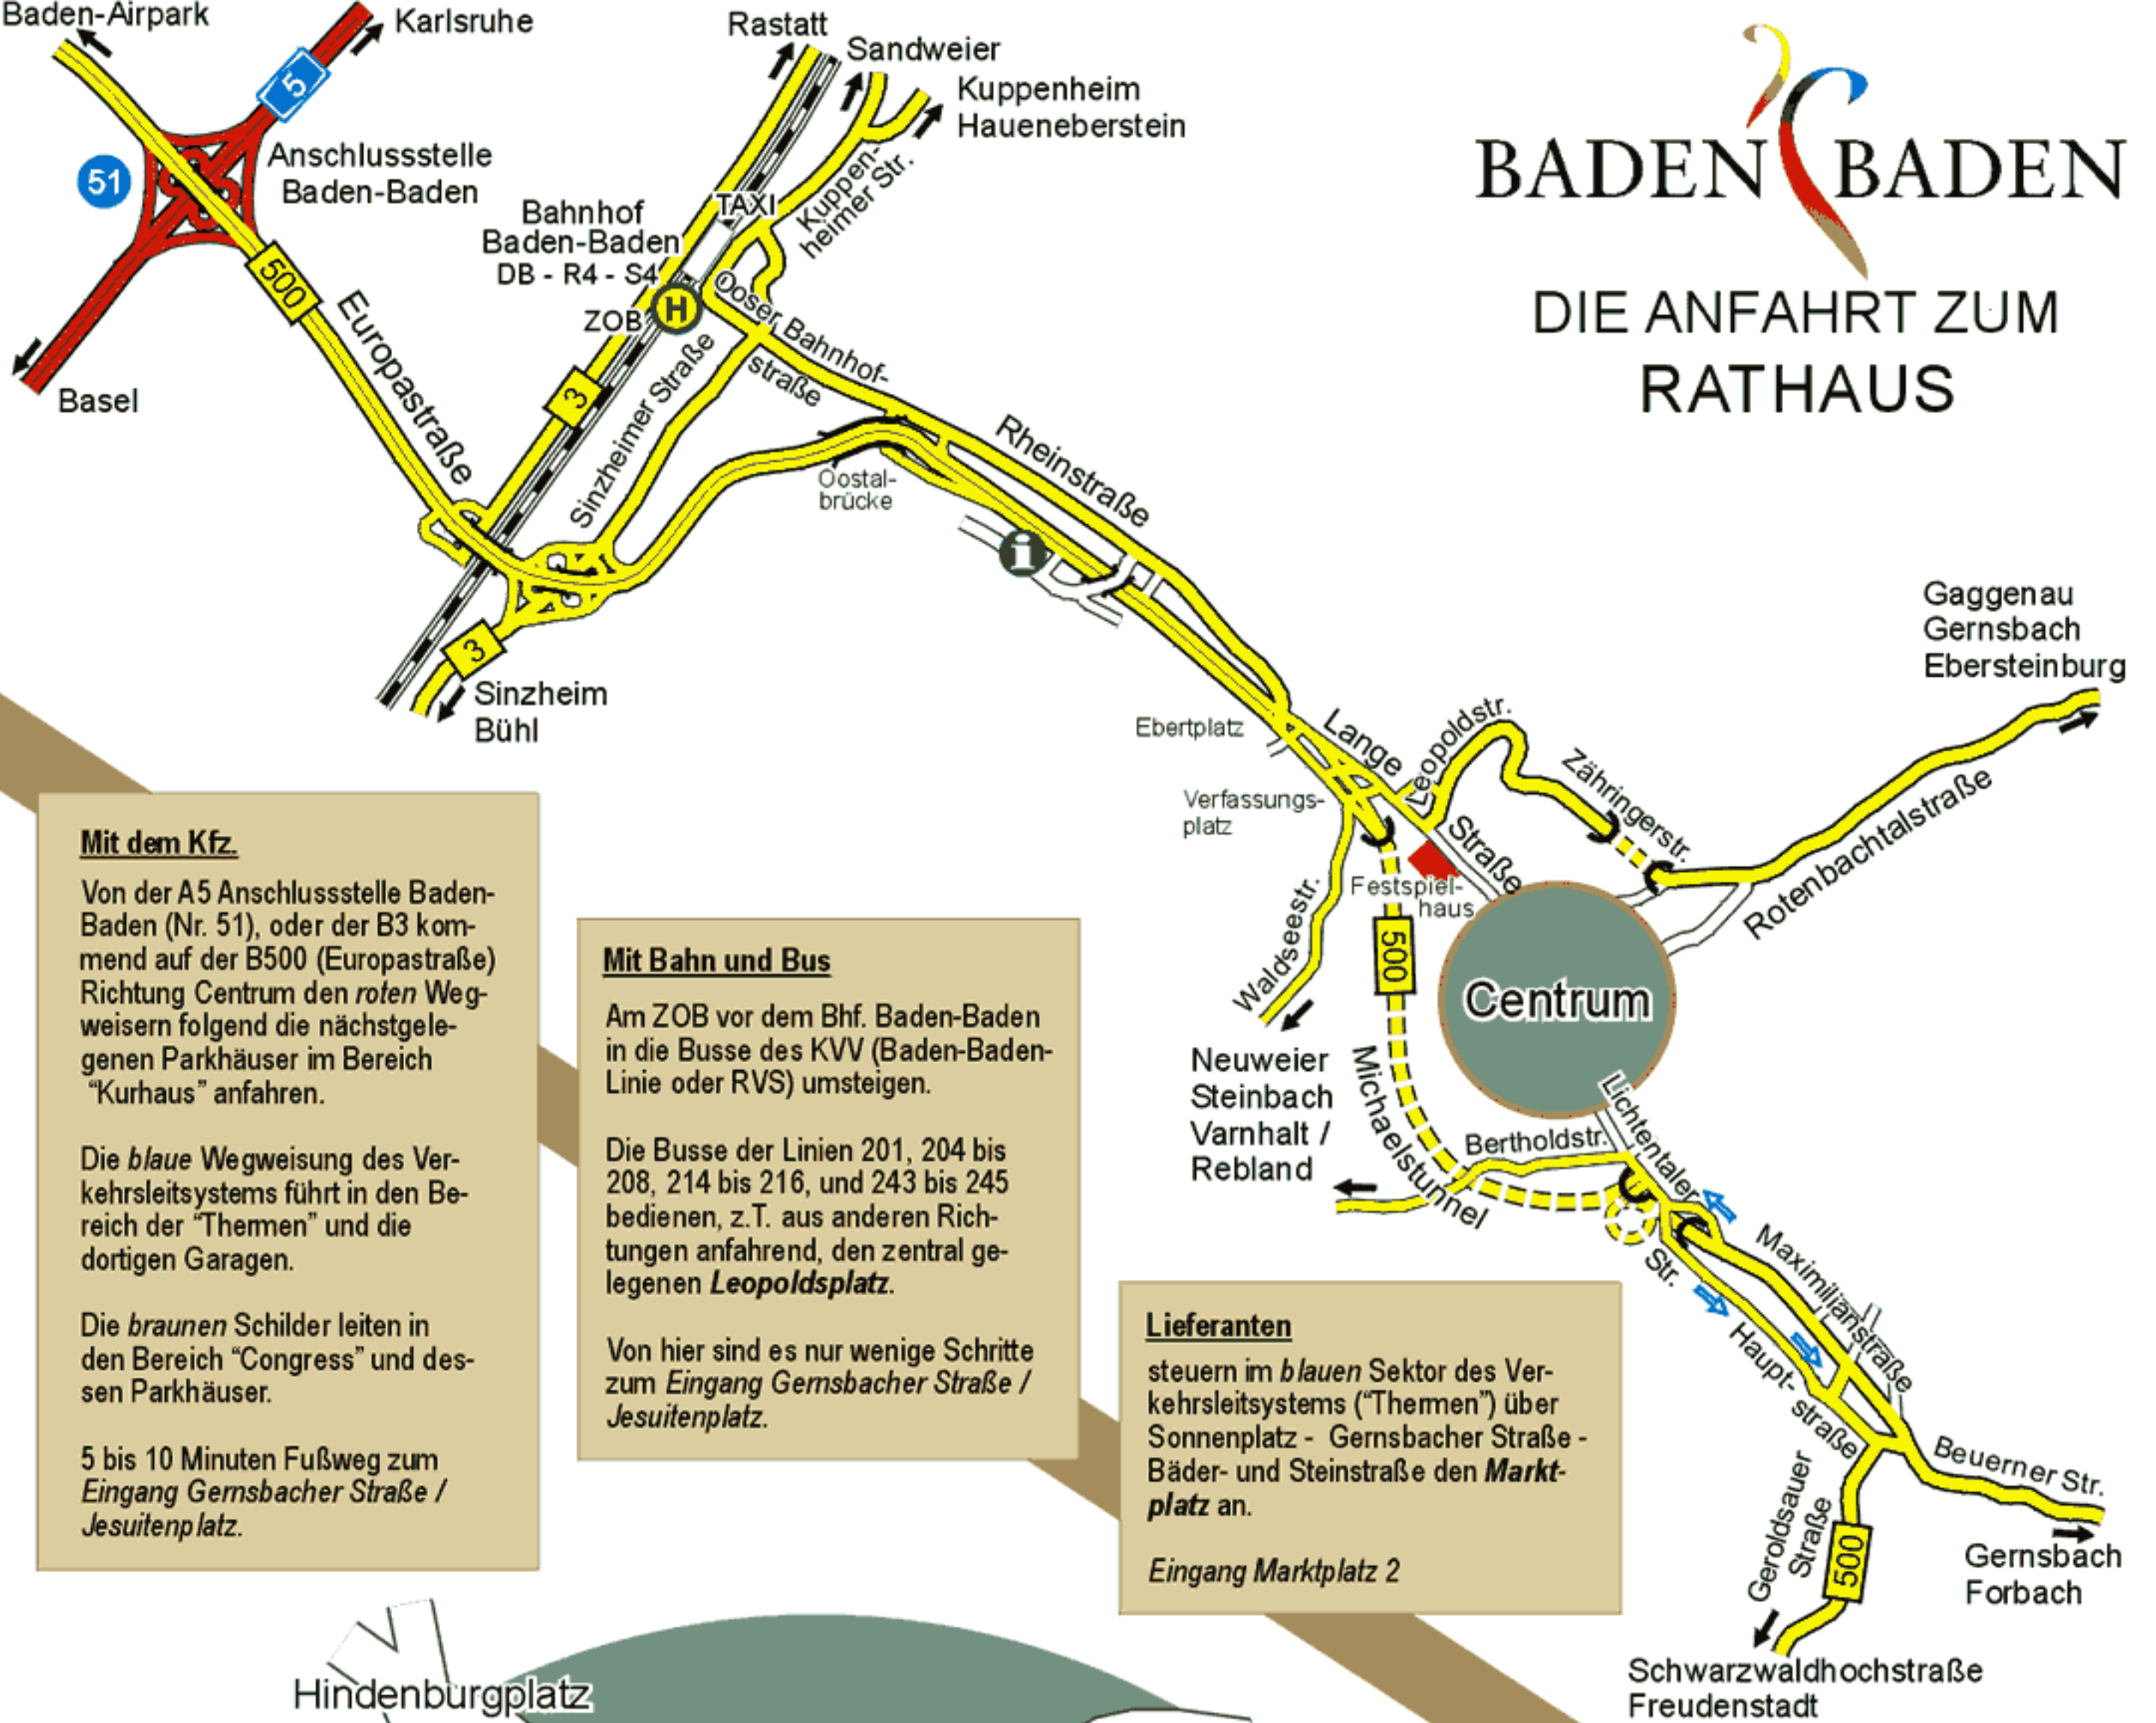 Baden-Airpark
Karlsruhe
5
51
Anschlussstelle
Baden-Baden
Basel
500
Europastraße
Rastatt
Sandweier
Kuppenheim
Haueneberstein
TAXI
Kuppen-
heimer Str.
Bahnhof
Baden-Baden
DB - R4 - S4
ZOB
H
Ooser Bahnhof-
straße
3
Sinzheimer Straße
Rheinstraße
Oostal-
brücke
i
3
Sinzheim
Bühl
BADEN BADEN
DIE ANFAHRT ZUM
RATHAUS
Gaggenau
Gernsbach
Ebersteinburg
Ebertplatz
Lange
Straße
Leopoldstr.
Zähringerstr.
Rotenbachtalstraße
Verfassungs-
platz
Festspiel-
haus
Waldseestr.
500
Centrum
Neuweier
Steinbach
Varnhalt /
Rebland
Michaelstunnel
Bertholdstr.
Lichtentaler
Str.
Maximilianstraße
Haupt-
straße
Beuerner Str.
Geroldsauer
Straße
500
Gernsbach
Forbach
Schwarzwaldhochstraße
Freudenstadt
Mit dem Kfz.
Von der A5 Anschlussstelle Baden-
Baden (Nr. 51), oder der B3 kom-
mend auf der B500 (Europastraße)
Richtung Centrum den roten Weg-
weisern folgend die nächstgele-
genen Parkhäuser im Bereich
“Kurhaus” anfahren.
Die blaue Wegweisung des Ver-
kehrsleitsystems führt in den Be-
reich der “Thermen” und die
dortigen Garagen.
Die braunen Schilder leiten in
den Bereich “Congress” und des-
sen Parkhäuser.
5 bis 10 Minuten Fußweg zum
Eingang Gernsbacher Straße /
Jesuitenplatz.
Mit Bahn und Bus
Am ZOB vor dem Bhf. Baden-Baden
in die Busse des KVV (Baden-Baden-
Linie oder RVS) umsteigen.
Die Busse der Linien 201, 204 bis
208, 214 bis 216, und 243 bis 245
bedienen, z.T. aus anderen Rich-
tungen anfahrend, den zentral ge-
legenen Leopoldsplatz.
Von hier sind es nur wenige Schritte
zum Eingang Gernsbacher Straße /
Jesuitenplatz.
Lieferanten
steuern im blauen Sektor des Ver-
kehrsleitsystems (“Thermen”) über
Sonnenplatz - Gernsbacher Straße -
Bäder- und Steinstraße den Markt-
platz an.
Eingang Marktplatz 2
Hindenburgplatz